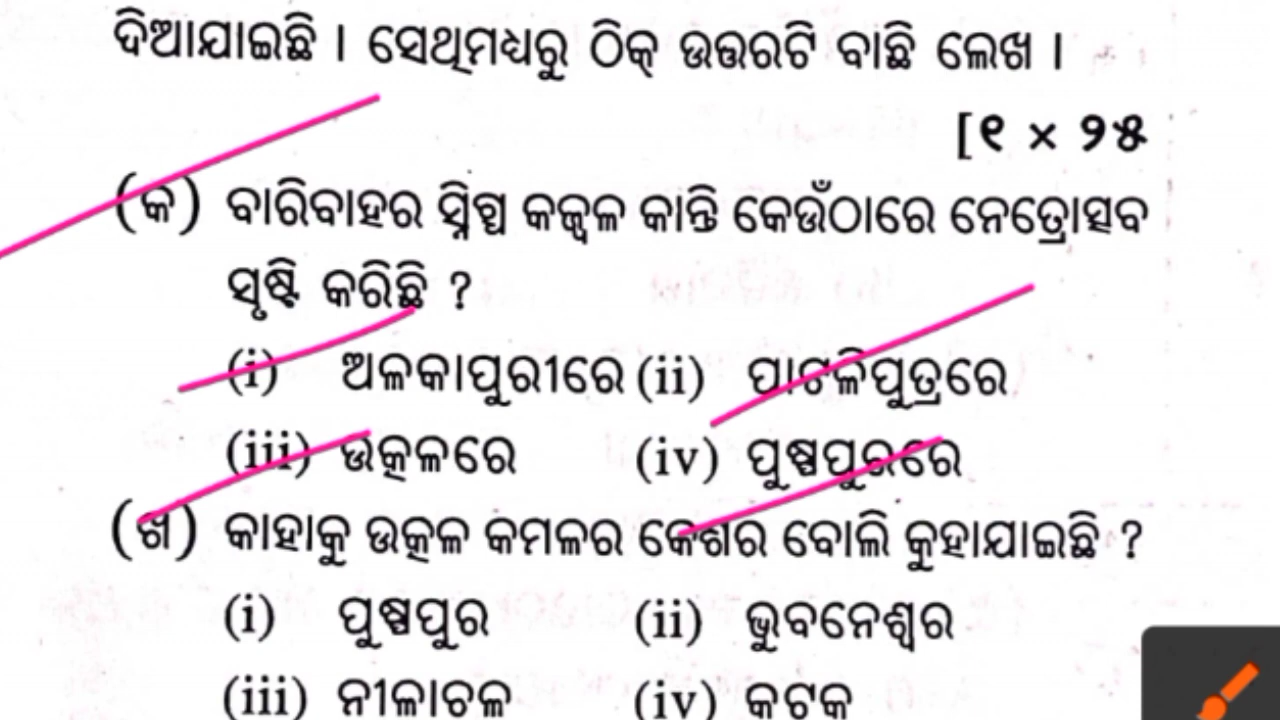 ଦିଆଯାଇଛି । ସେଥିମଧ୍ୟରୁ ଠିକ୍ ଉତ୍ତରଟି ବାଛି ଲେଖ ।
[୧ × ୨୫
(କ) ବାରିବାହର ସ୍ନିଗ୍ଧ କଜ୍ଜଳ କାନ୍ତି କେଉଁଠାରେ ନେତ୍ରୋତ୍ସବ
ସୃଷ୍ଟି କରିଛି ?
(i) ଅଳକାପୁରୀରେ (ii) ପାଟଳିପୁତ୍ରରେ
(iii) ଉତ୍କଳରେ (iv) ପୁଷ୍ପପୁରରେ
(ଖ) କାହାକୁ ଉତ୍କଳ କମଳର କେଶର ବୋଲି କୁହାଯାଇଛି ?
(i) ପୁଷ୍ପପୁର (ii) ଭୁବନେଶ୍ୱର
(iii) ନୀଳାଚଳ (iv) କଟକ